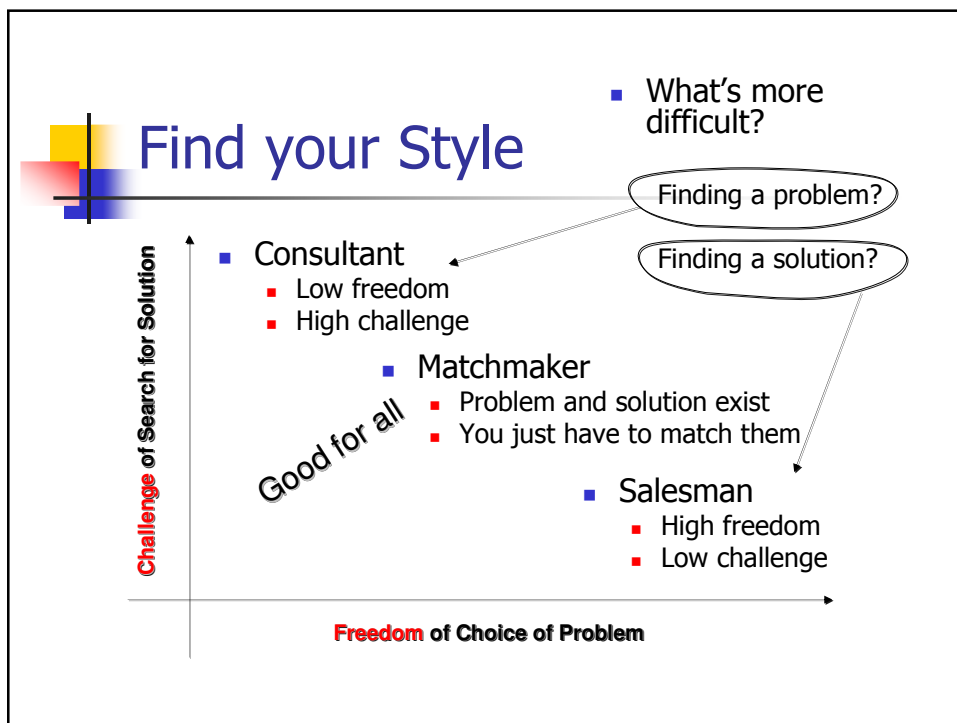 Find your Style
What's more
difficult?
Finding a problem?
Finding a solution?
Challenge of Search for Solution
Consultant
Low freedom
High challenge
Matchmaker
Problem and solution exist
You just have to match them
Good for all
Salesman
High freedom
Low challenge
Freedom of Choice of Problem